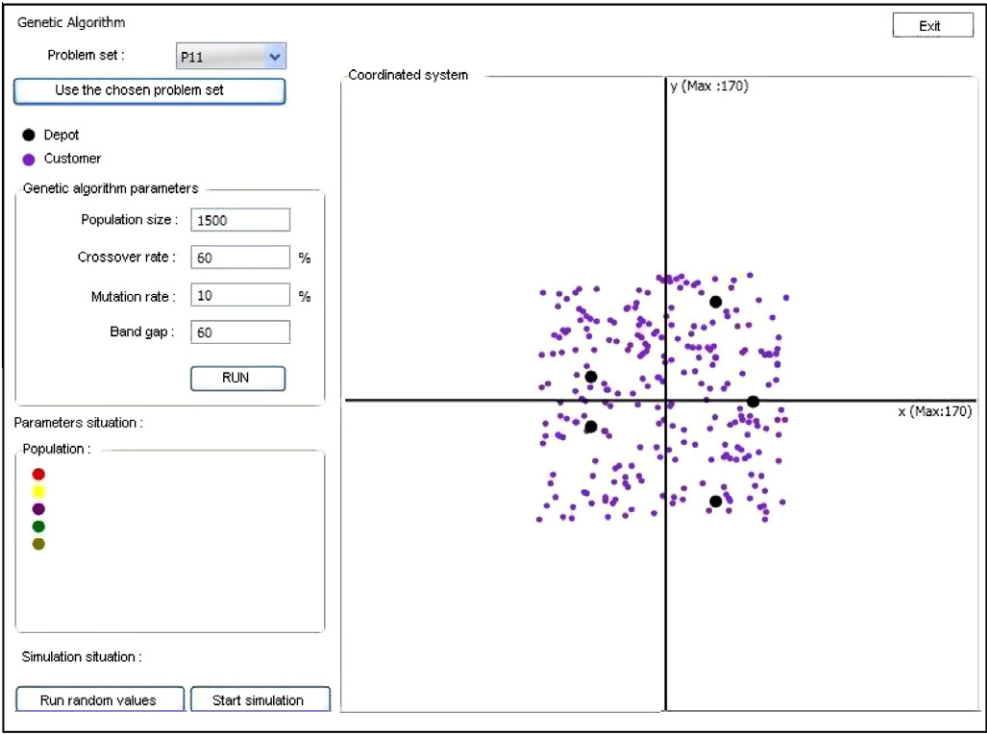 Genetic Algorithm
Exit
Problem set :
P11
Use the chosen problem set
Depot
Customer
Genetic algorithm parameters
Population size :
1500
Crossover rate :
60
%
Mutation rate :
10
%
Band gap :
60
RUN
Parameters situation :
Population :
Simulation situation :
Run random values
Start simulation
Coordinated system
y (Max :170)
x (Max:170)